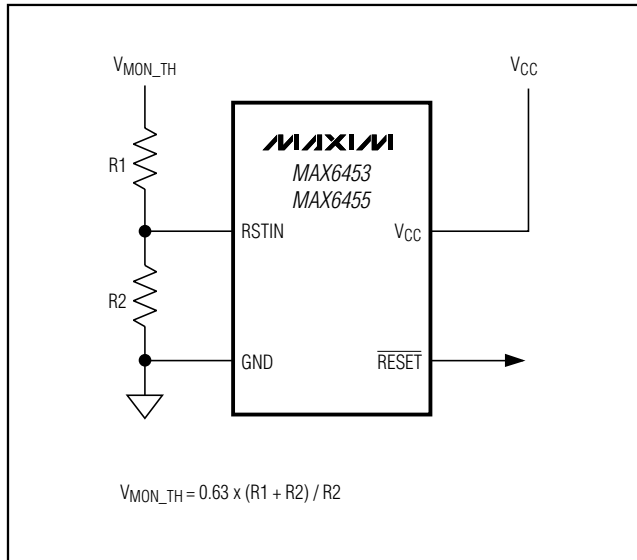 VMON_TH
VCC
R1
MAXIM
MAX6453
MAX6455
RSTIN
VCC
R2
GND
RESET
VMON_TH = 0.63 x (R1 + R2) / R2